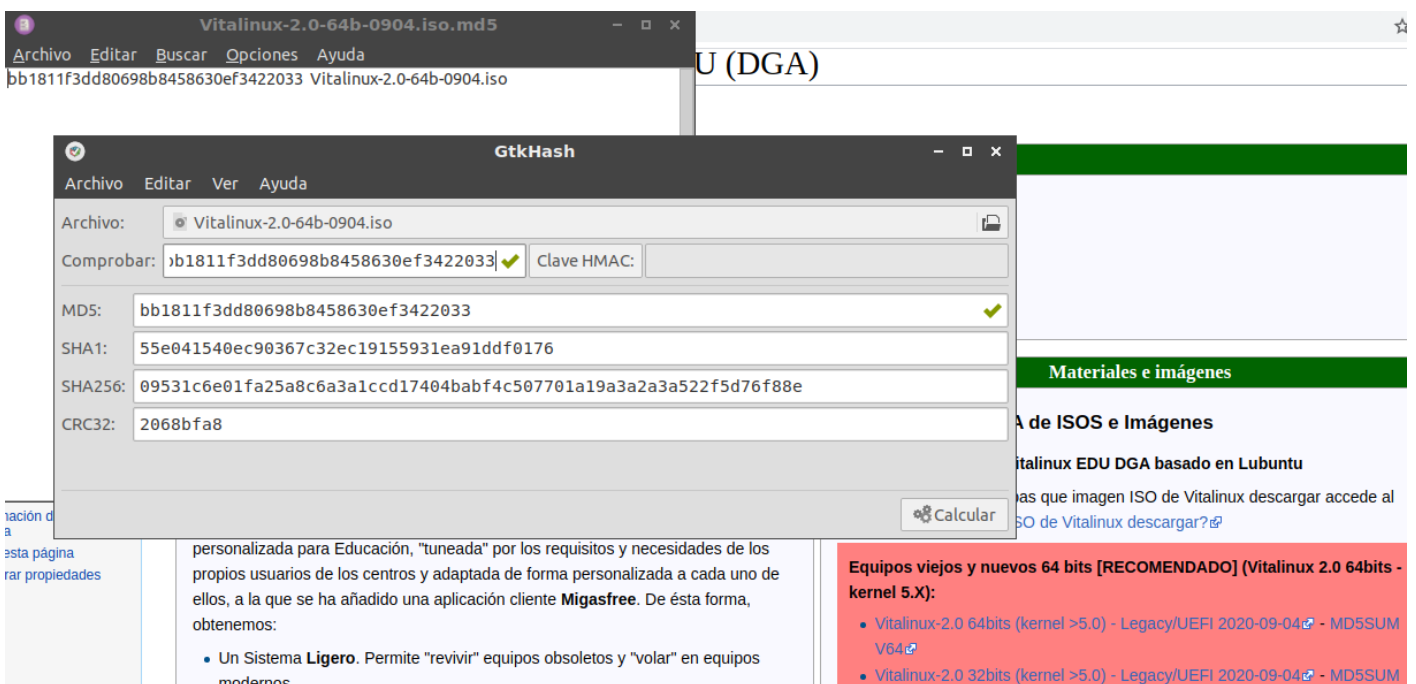 Vitalinux-2.0-64b-0904.iso.md5
Archivo Editar Buscar Opciones Ayuda
bb1811f3dd80698b8458630ef3422033 Vitalinux-2.0-64b-0904.iso
U (DGA)
GtkHash
Archivo Editar Ver Ayuda
Archivo: Vitalinux-2.0-64b-0904.iso
Comprobar: b1811f3dd80698b8458630ef3422033 Clave HMAC:
MD5: bb1811f3dd80698b8458630ef3422033
SHA1: 55e041540ec90367c32ec19155931ea91ddf0176
SHA256: 09531c6e01fa25a8c6a3a1ccd17404babf4c507701a19a3a2a3a522f5d76f88e
CRC32: 2068bfa8
Calcular
mación d
a
esta página
rar propiedades
personalizada para Educación, "tuneada" por los requisitos y necesidades de los
propios usuarios de los centros y adaptada de forma personalizada a cada uno de
ellos, a la que se ha añadido una aplicación cliente Migasfree. De ésta forma,
obtenemos:
Un Sistema Ligero. Permite "revivir" equipos obsoletos y "volar" en equipos
modernos
Materiales e imágenes
A de ISOS e Imágenes
italinux EDU DGA basado en Lubuntu
pas que imagen ISO de Vitalinux descargar accede al
SO de Vitalinux descargar?
Equipos viejos y nuevos 64 bits [RECOMENDADO] (Vitalinux 2.0 64bits -
kernel 5.X):
Vitalinux-2.0 64bits (kernel >5.0) - Legacy/UEFI 2020-09-04 - MD5SUM
V64
Vitalinux-2.0 32bits (kernel >5.0) - Legacy/UEFI 2020-09-04 - MD5SUM